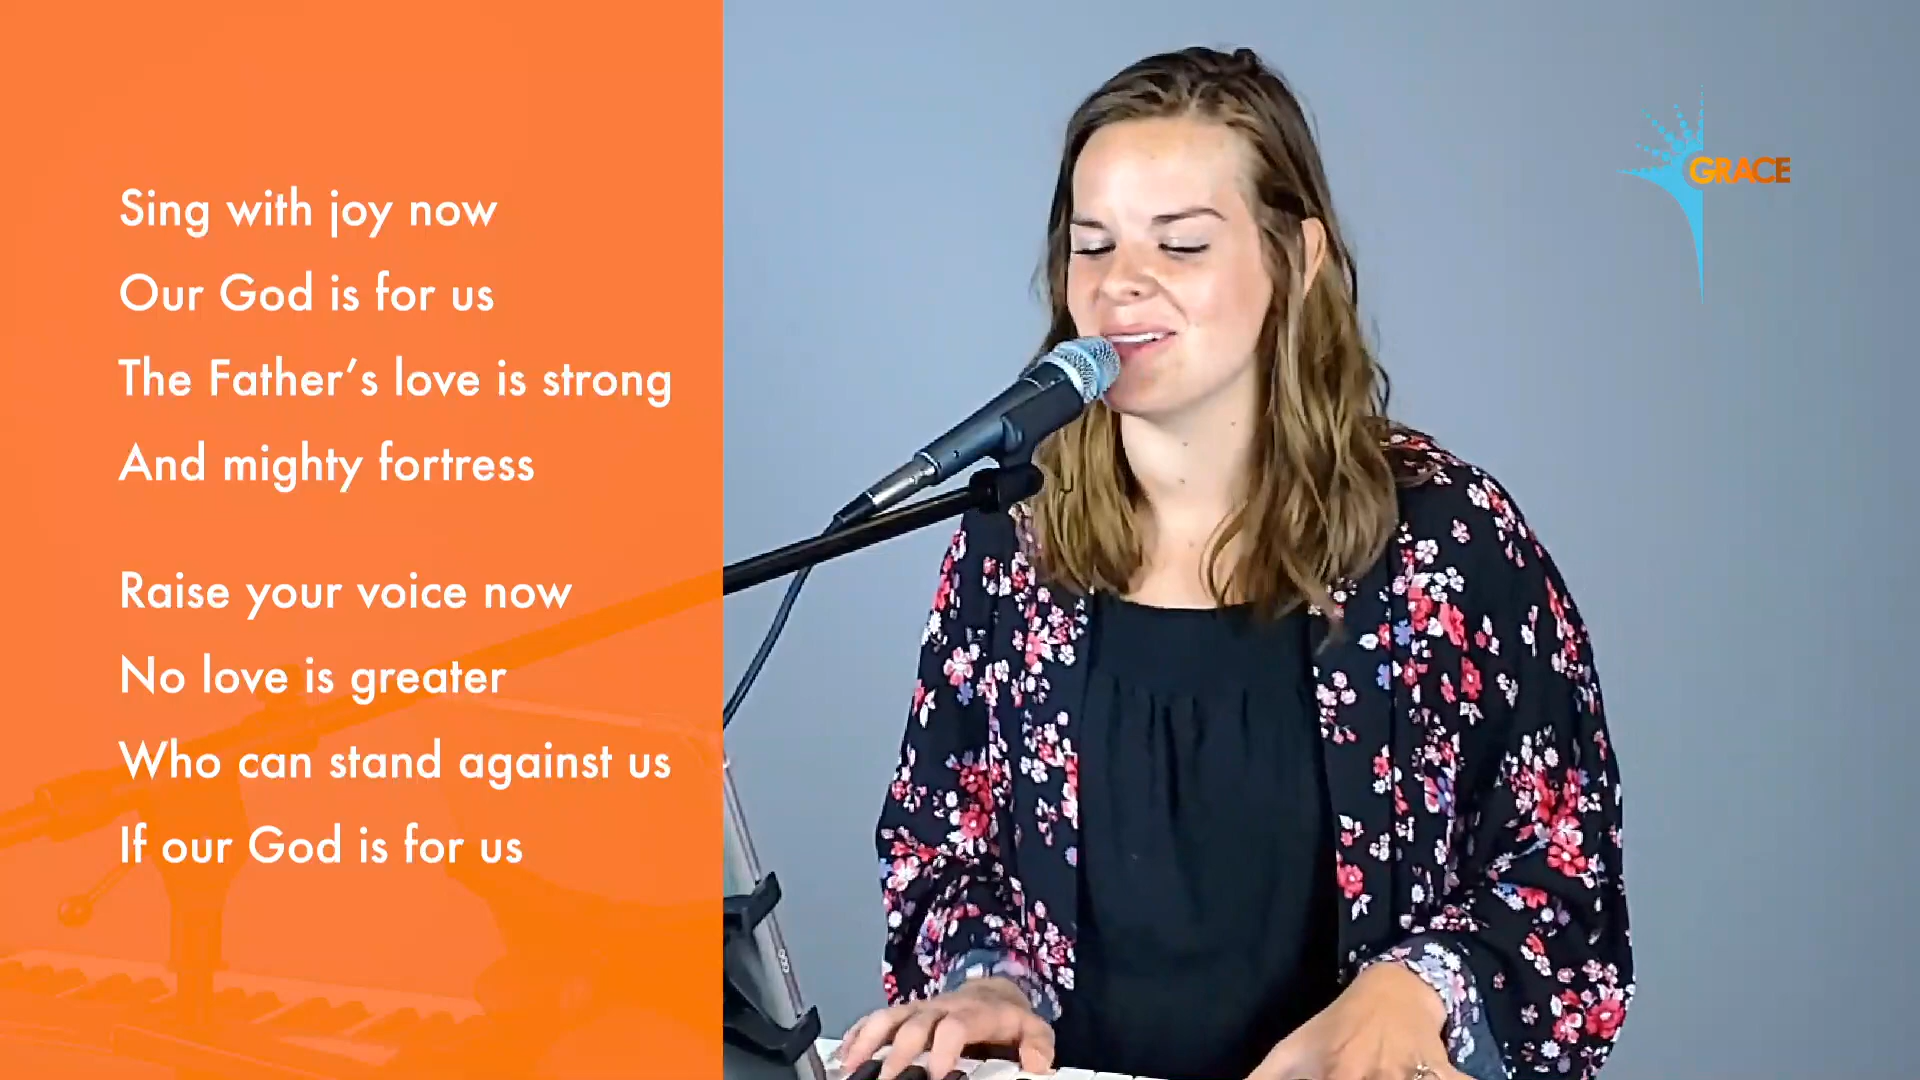 Sing with joy now
Our God is for us
The Father’s love is strong
And mighty fortress
Raise your voice now
No love is greater
Who can stand against us
If our God is for us
GRACE